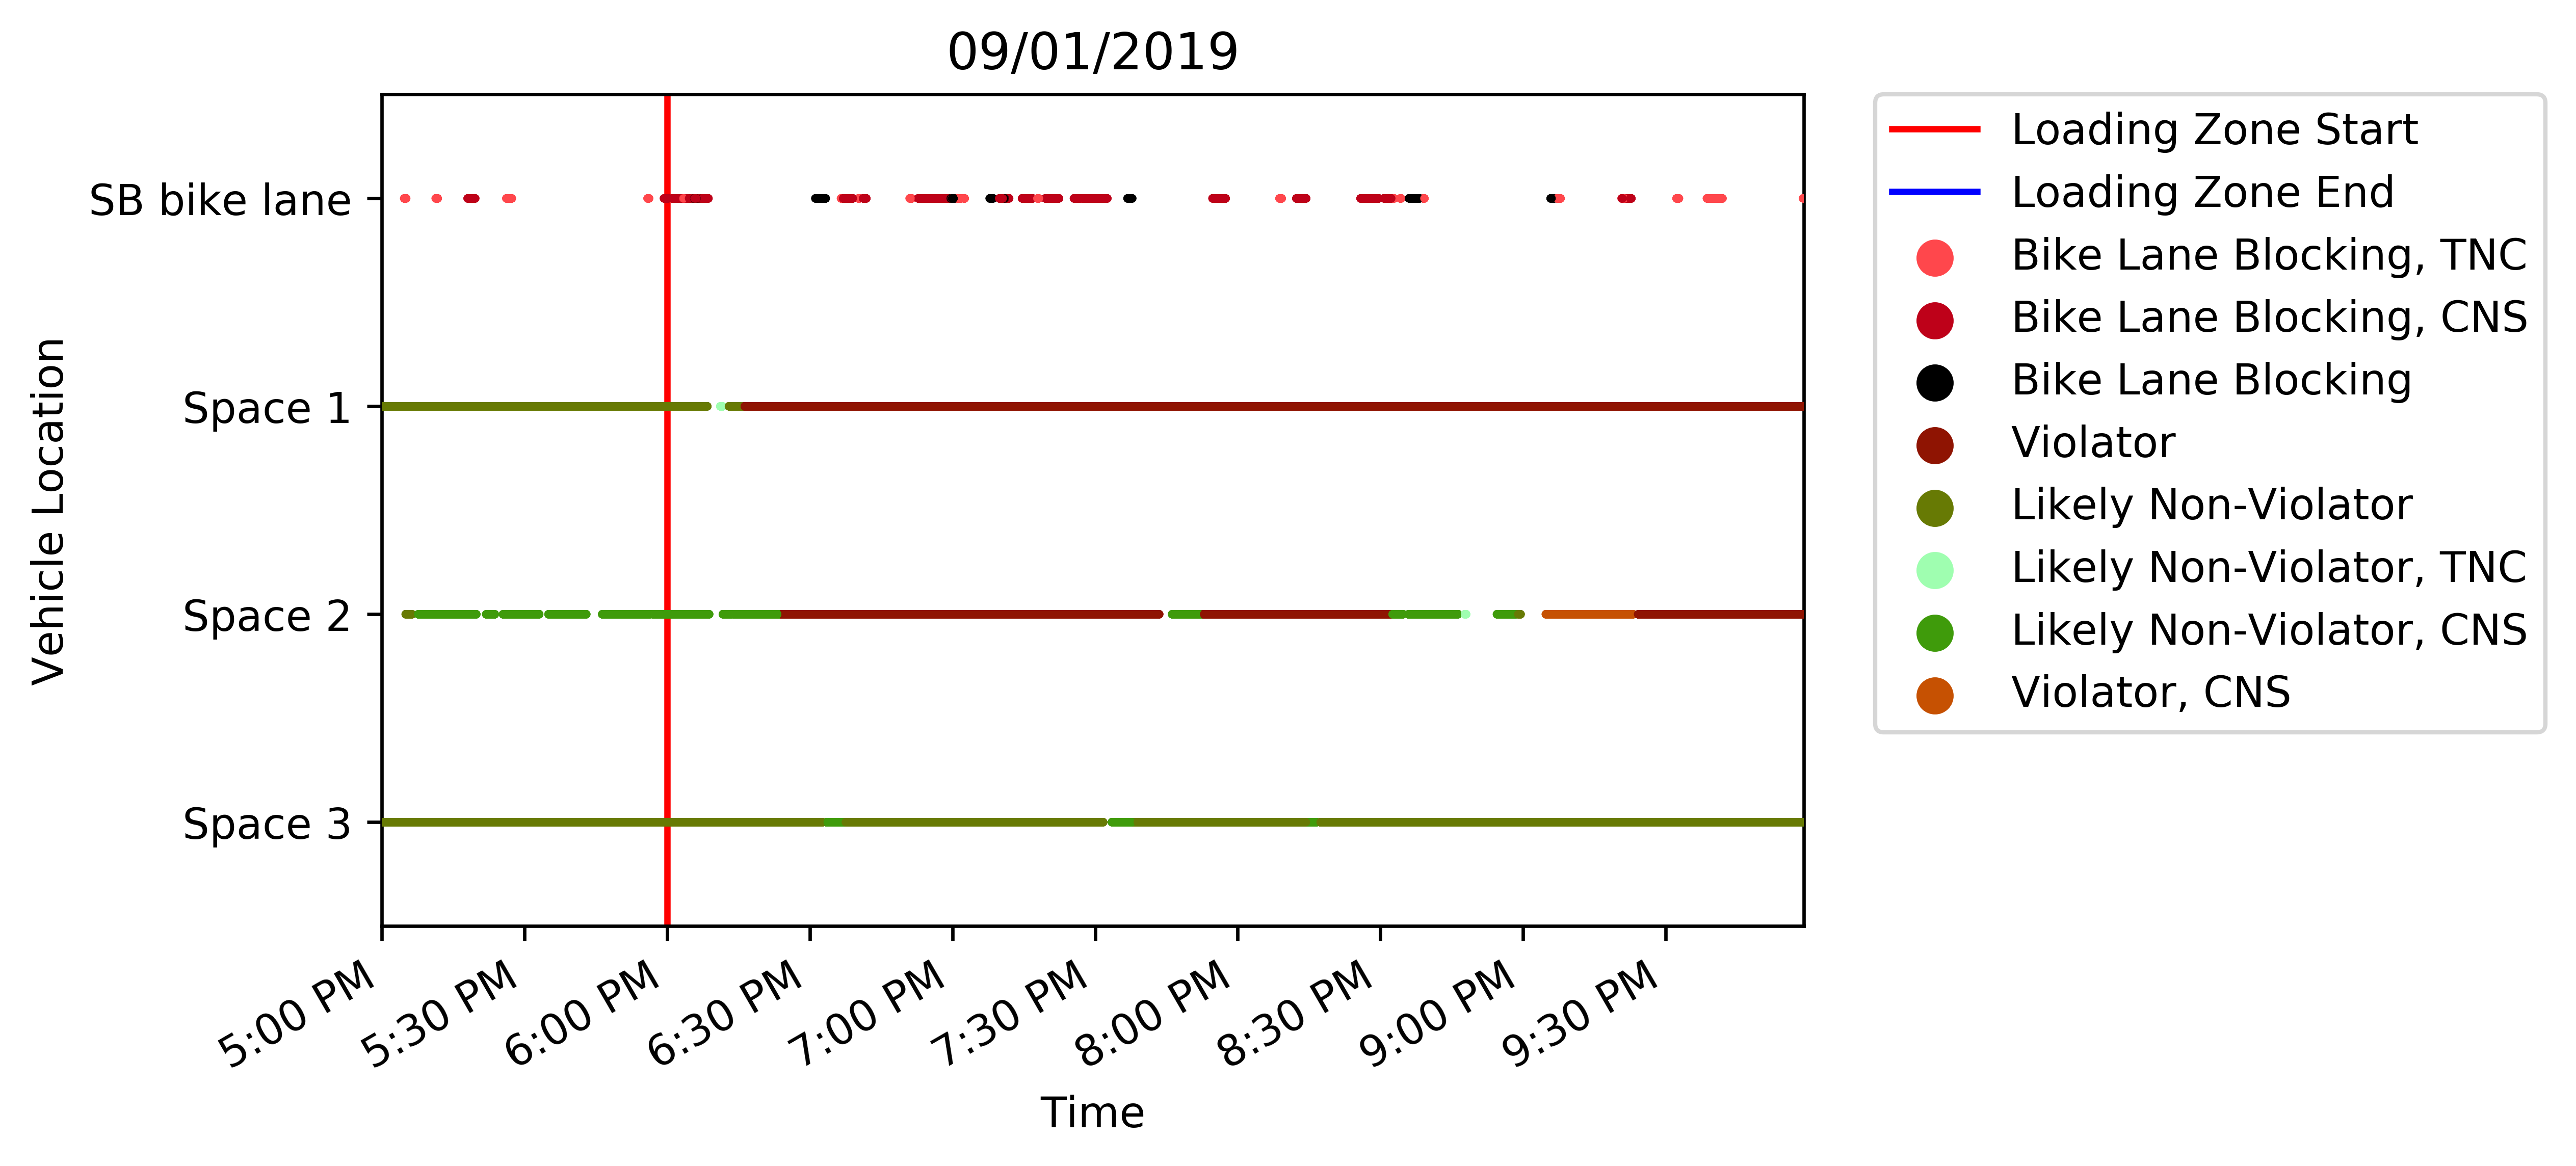 09/01/2019
SB bike lane
Space 1
Space 2
Space 3
Vehicle Location
5:00 PM
5:30 PM
6:00 PM
6:30 PM
7:00 PM
7:30 PM
8:00 PM
8:30 PM
9:00 PM
9:30 PM
Time
Loading Zone Start
Loading Zone End
Bike Lane Blocking, TNC
Bike Lane Blocking, CNS
Bike Lane Blocking
Violator
Likely Non-Violator
Likely Non-Violator, TNC
Likely Non-Violator, CNS
Violator, CNS